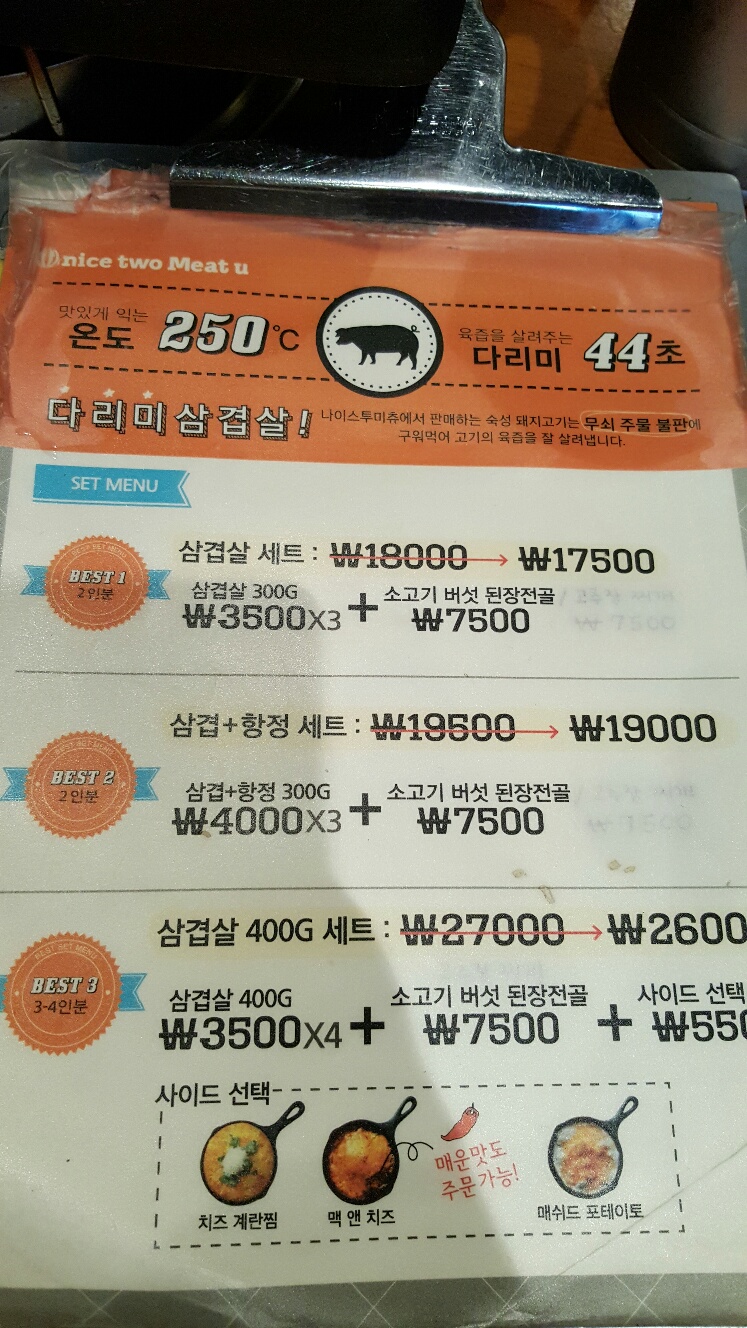 nice two Meat u
맛있게 익는
온도 250℃
육즙을 살려주는
다리미 44초
다리미삼겹살!
나이스투미츄에서 판매하는 숙성 돼지고기는 무쇠 주물 불판에
구워먹어 고기의 육즙을 잘 살려냅니다.
SET MENU
BEST SET MENU
BEST 1
2인분
삼겹살 세트 : ₩18000 → ₩17500
삼겹살 300G + 소고기 버섯 된장전골
₩3500X3 ₩7500
BEST SET MENU
BEST 2
2인분
삼겹+항정 세트 : ₩19500 → ₩19000
삼겹+항정 300G + 소고기 버섯 된장전골
₩4000X3 ₩7500
BEST SET MENU
BEST 3
3-4인분
삼겹살 400G 세트 : ₩27000 → ₩2600
삼겹살 400G + 소고기 버섯 된장전골 + 사이드 선택
₩3500X4 ₩7500 ₩550
사이드 선택
매운맛도
주문가능!
치즈 계란찜 맥 앤 치즈 매쉬드 포테이토